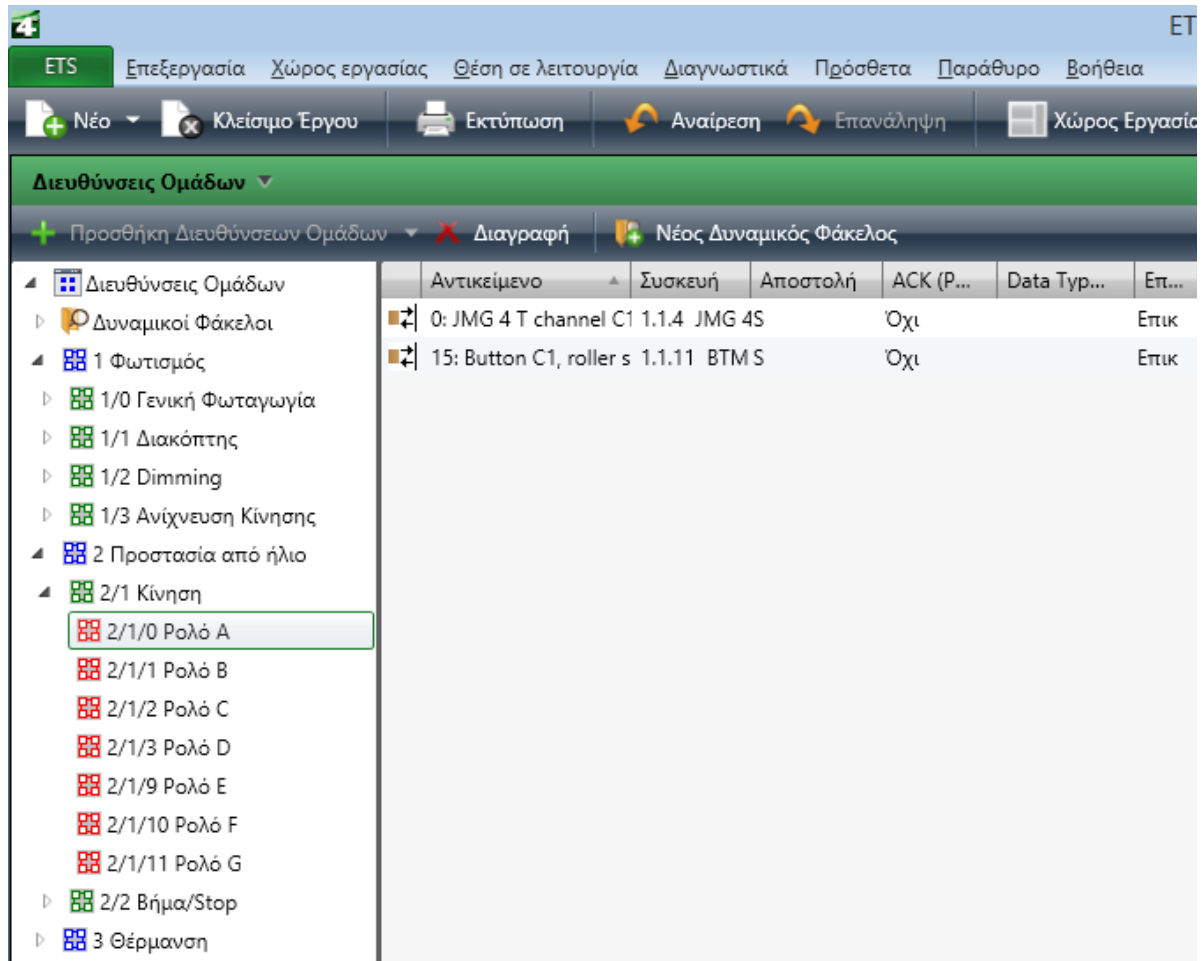 4 ET
ETS Επεξεργασία Χώρος εργασίας Θέση σε λειτουργία Διαγνωστικά Πρόσθετα Παράθυρο Βοήθεια
Νέο Κλείσιμο Έργου Εκτύπωση Αναίρεση Επανάληψη Χώρος Εργασίο
Διευθύνσεις Ομάδων
Προσθήκη Διευθύνσεων Ομάδων Διαγραφή Νέος Δυναμικός Φάκελος
Διευθύνσεις Ομάδων
Δυναμικοί Φάκελοι
1 Φωτισμός
1/0 Γενική Φωταγωγία
1/1 Διακόπτης
1/2 Dimming
1/3 Ανίχνευση Κίνησης
2 Προστασία από ήλιο
2/1 Κίνηση
2/1/0 Ρολό A
2/1/1 Ρολό B
2/1/2 Ρολό C
2/1/3 Ρολό D
2/1/9 Ρολό E
2/1/10 Ρολό F
2/1/11 Ρολό G
2/2 Βήμα/Stop
3 Θέρμανση
Αντικείμενο Συσκευή Αποστολή ACK (P... Data Typ... Επ...
0: JMG 4 T channel C1 1.1.4 JMG 4S Όχι Επικ
15: Button C1, roller s 1.1.11 BTM S Όχι Επικ